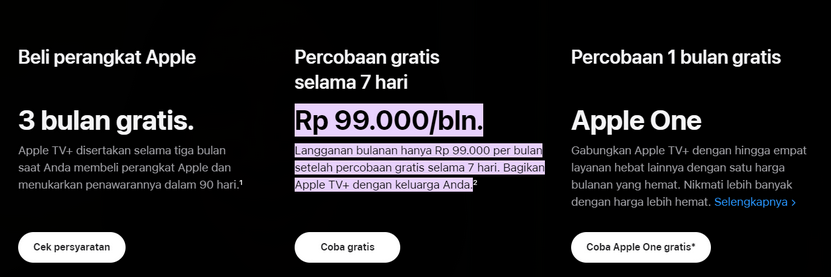 Beli perangkat Apple
3 bulan gratis.
Apple TV+ disertakan selama tiga bulan
saat Anda membeli perangkat Apple dan
menukarkan penawarannya dalam 90 hari.¹
Cek persyaratan
Percobaan gratis
selama 7 hari
Rp 99.000/bln.
Langganan bulanan hanya Rp 99.000 per bulan
setelah percobaan gratis selama 7 hari. Bagikan
Apple TV+ dengan keluarga Anda.²
Coba gratis
Percobaan 1 bulan gratis
Apple One
Gabungkan Apple TV+ dengan hingga empat
layanan hebat lainnya dengan satu harga
bulanan yang hemat. Nikmati lebih banyak
dengan harga lebih hemat. Selengkapnya >
Coba Apple One gratis*